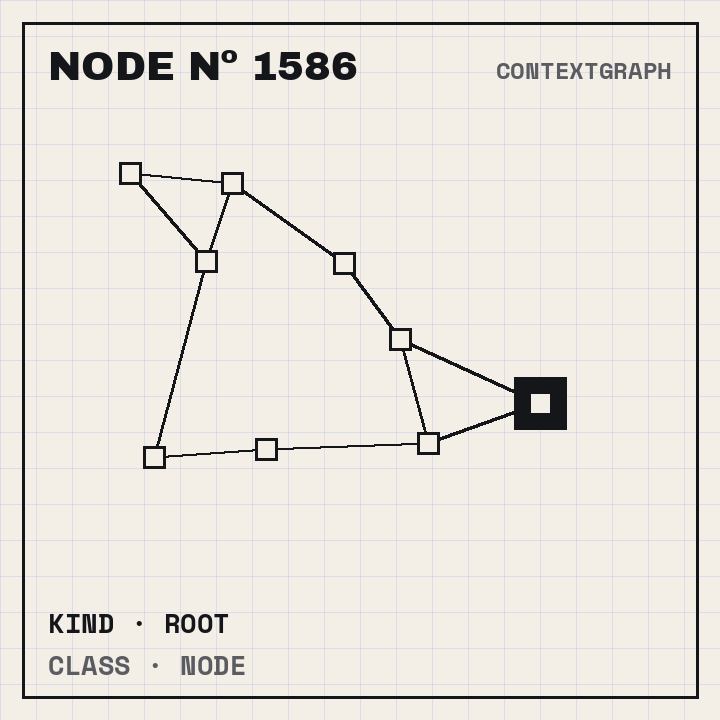 NODE Nº 1586
CONTEXTGRAPH
KIND · ROOT
CLASS · NODE